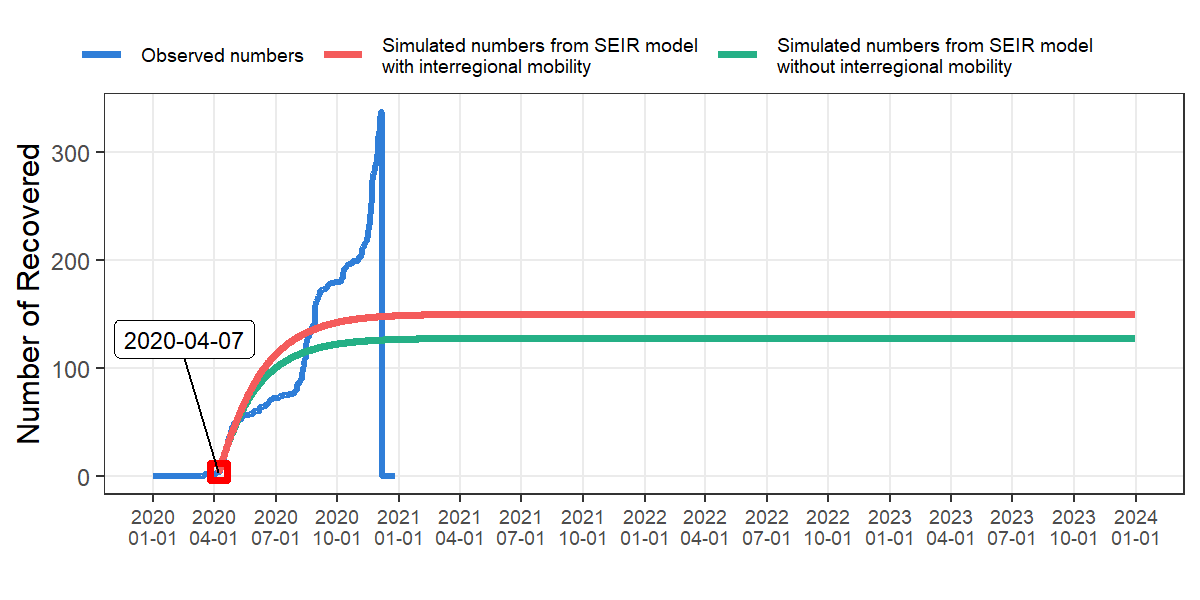 Observed numbers
Simulated numbers from SEIR model
with interregional mobility
Simulated numbers from SEIR model
without interregional mobility
Number of Recovered
300
200
100
0
2020-04-07
2020 2020 2020 2020 2021 2021 2021 2021 2022 2022 2022 2022 2023 2023 2023 2023 2024
01-01 04-01 07-01 10-01 01-01 04-01 07-01 10-01 01-01 04-01 07-01 10-01 01-01 04-01 07-01 10-01 01-01